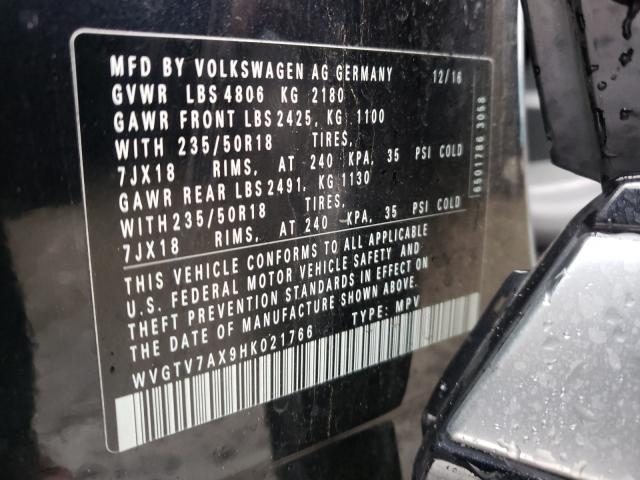 MFD BY VOLKSWAGEN AG GERMANY 12/16
GVWR LBS 4806 KG 2180
GAWR FRONT LBS 2425, KG 1100
WITH 235/50R18 TIRES,
7JX18 RIMS, AT 240 KPA, 35 PSI COLD
GAWR REAR LBS 2491, KG 1130
WITH 235/50R18 TIRES,
7JX18 RIMS, AT 240 KPA, 35 PSI COLD
THIS VEHICLE CONFORMS TO ALL APPLICABLE
U.S. FEDERAL MOTOR VEHICLE SAFETY AND
THEFT PREVENTION STANDARDS IN EFFECT ON
THE DATE OF MANUFACTURE SHOWN ABOVE.
WVGTV7AX9HK021766 TYPE: MPV
6501786 3058